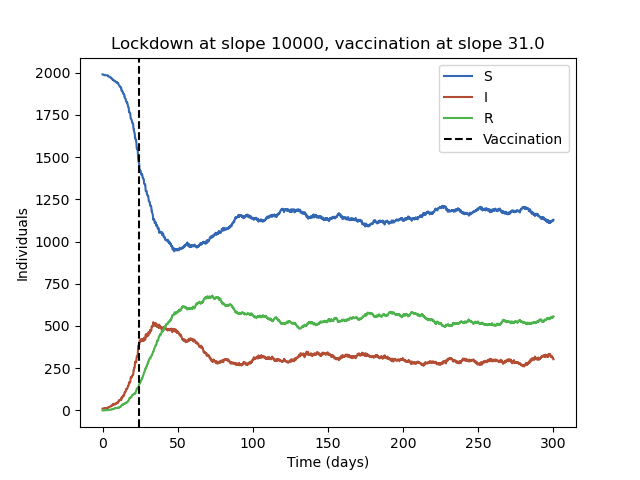 Lockdown at slope 10000, vaccination at slope 31.0
2000
1750
1500
1250
1000
750
500
250
0
Individuals
S
I
R
Vaccination
0 50 100 150 200 250 300
Time (days)